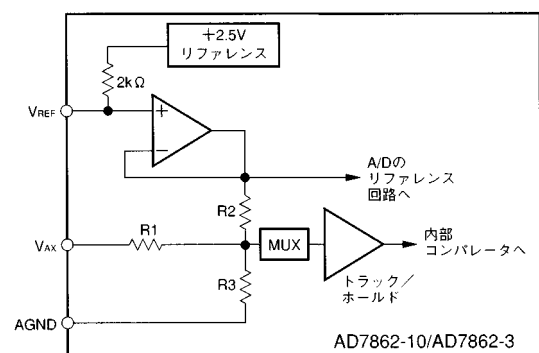 +2.5V
リファレンス
2kΩ
VREF
+
−
A/Dの
リファレンス
回路へ
R2
VAX
R1
MUX
内部
コンパレータへ
R3
トラック/
ホールド
AGND
AD7862-10/AD7862-3